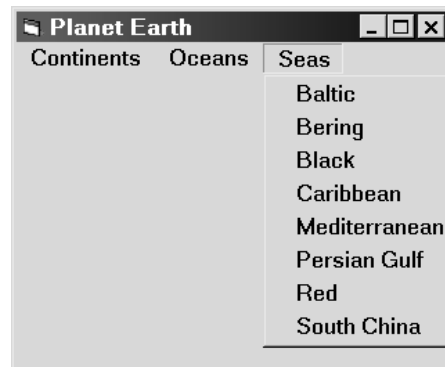 Planet Earth
Continents Oceans Seas
Baltic
Bering
Black
Caribbean
Mediterranean
Persian Gulf
Red
South China